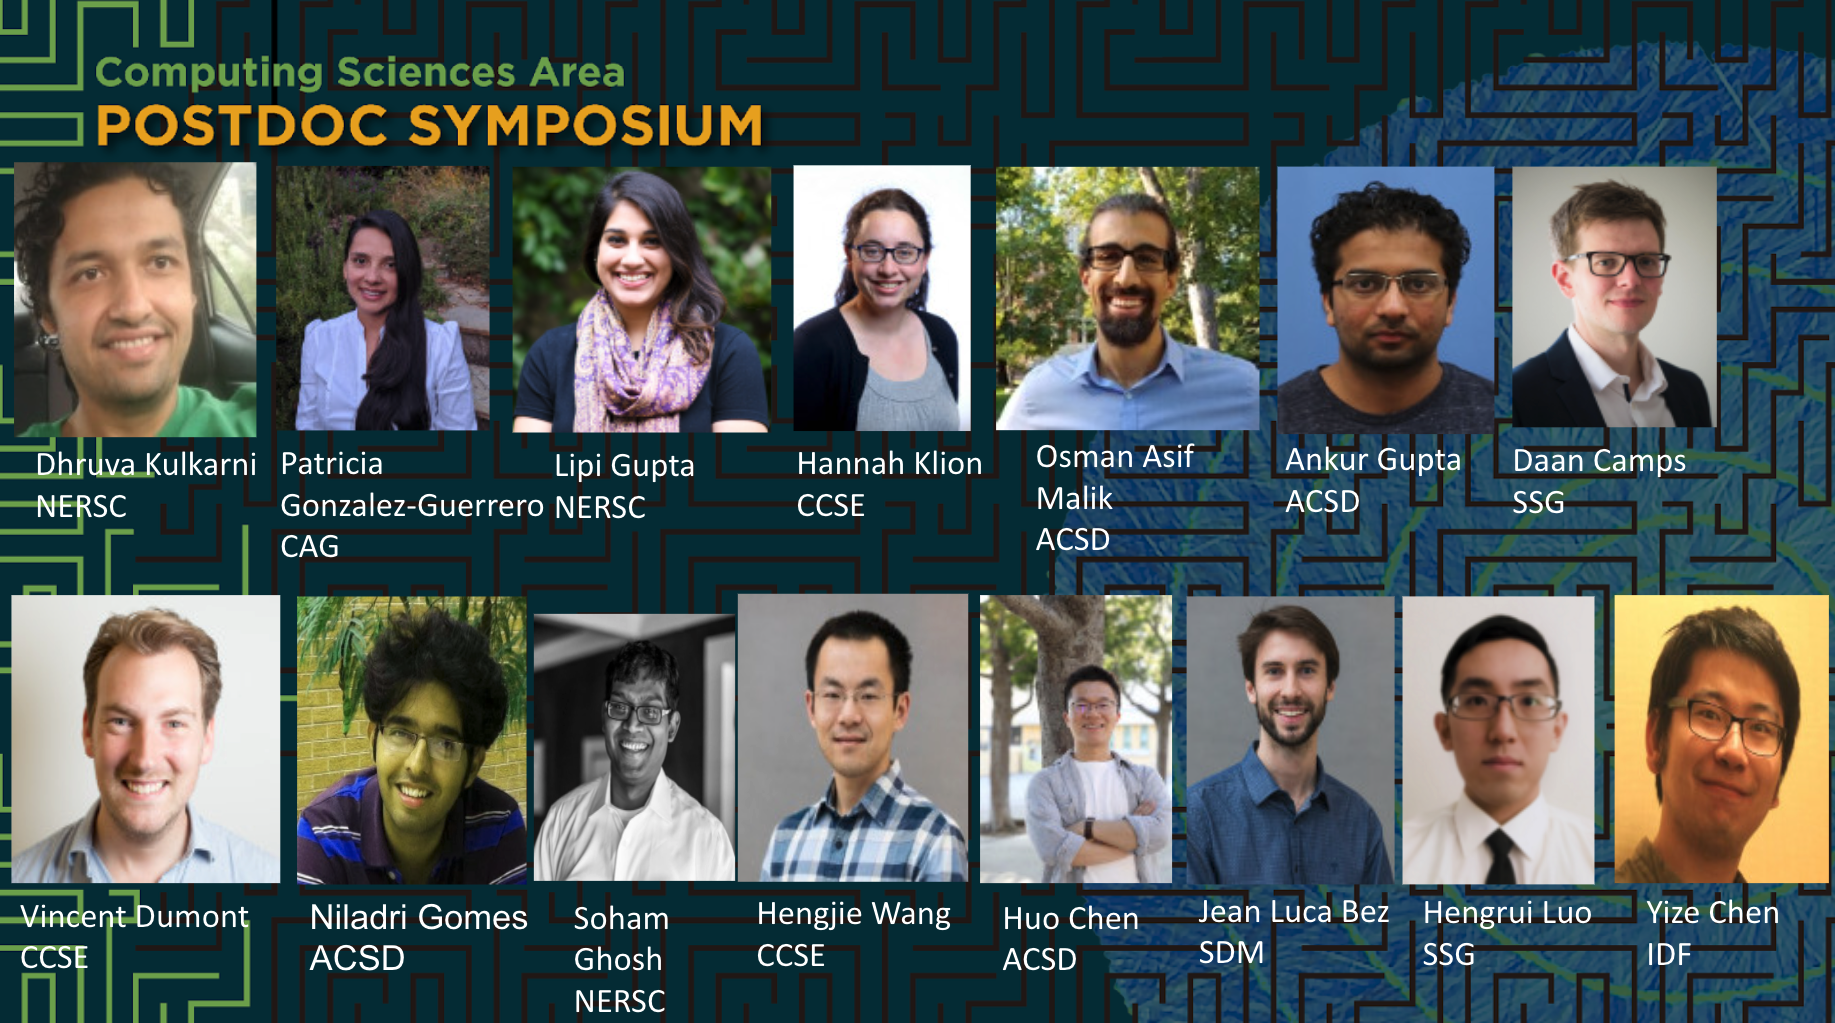 Computing Sciences Area
POSTDOC SYMPOSIUM
Dhruva Kulkarni
NERSC
Patricia
Gonzalez-Guerrero
CAG
Lipi Gupta
NERSC
Hannah Klion
CCSE
Osman Asif
Malik
ACSD
Ankur Gupta
ACSD
Daan Camps
SSG
Vincent Dumont
CCSE
Niladri Gomes
ACSD
Soham
Ghosh
NERSC
Hengjie Wang
CCSE
Huo Chen
ACSD
Jean Luca Bez
SDM
Hengrui Luo
SSG
Yize Chen
IDF